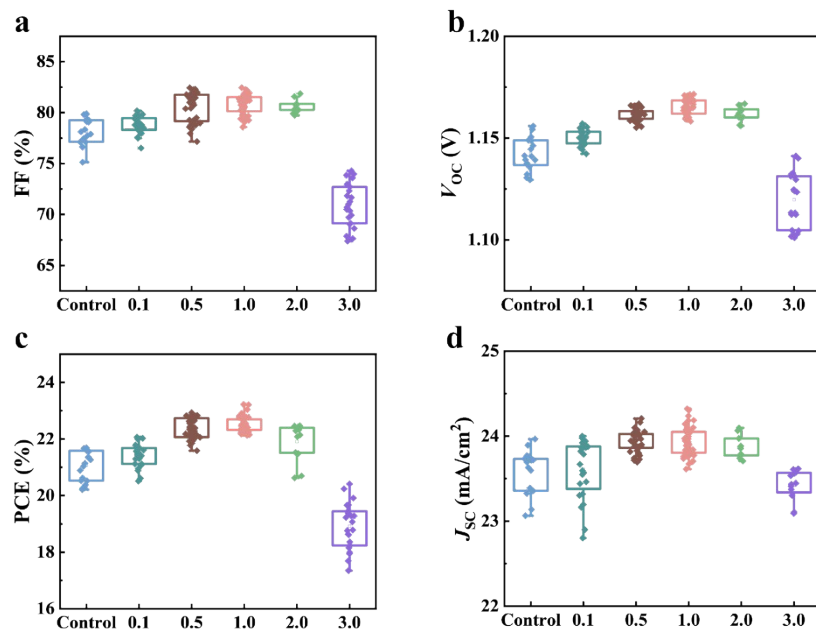 a
FF (%)
85
80
75
70
65
Control 0.1 0.5 1.0 2.0 3.0
b
V_OC (V)
1.20
1.15
1.10
Control 0.1 0.5 1.0 2.0 3.0
c
PCE (%)
24
22
20
18
16
Control 0.1 0.5 1.0 2.0 3.0
d
J_SC (mA/cm²)
25
24
23
22
Control 0.1 0.5 1.0 2.0 3.0